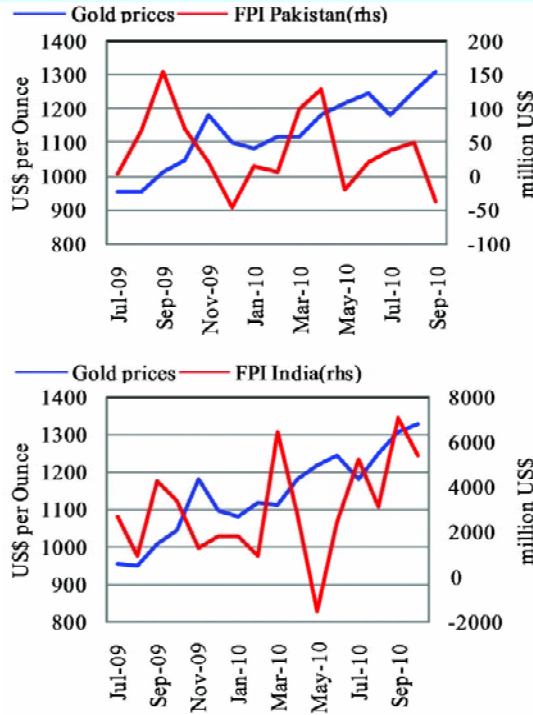 Gold prices FPI Pakistan(rhs)
1400 200
1300 150
1200 100
1100 50
1000 0
900 -50
800 -100
US$ per Ounce
million US$
Jul-09 Sep-09 Nov-09 Jan-10 Mar-10 May-10 Jul-10 Sep-10
Gold prices FPI India(rhs)
1400 8000
1300 6000
1200 4000
1100 2000
1000 0
900 -2000
800
US$ per Ounce
million US$
Jul-09 Sep-09 Nov-09 Jan-10 Mar-10 May-10 Jul-10 Sep-10